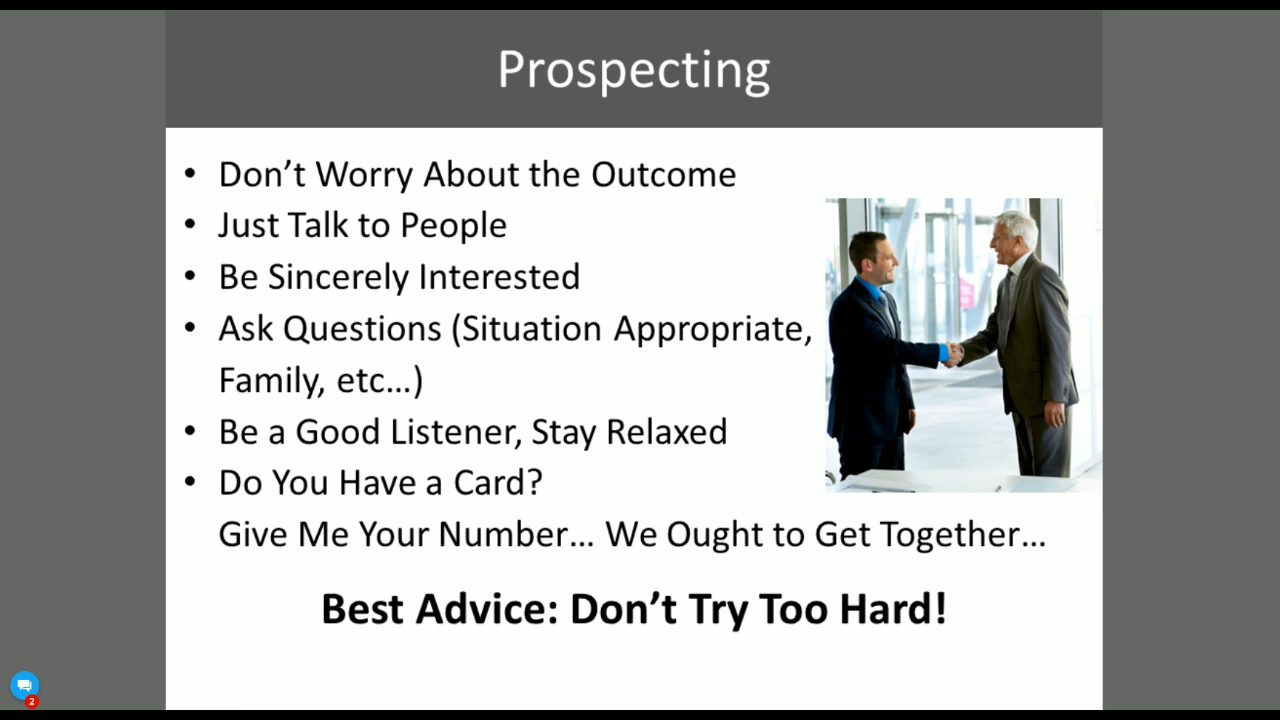 Prospecting
• Don’t Worry About the Outcome
• Just Talk to People
• Be Sincerely Interested
• Ask Questions (Situation Appropriate,
Family, etc…)
• Be a Good Listener, Stay Relaxed
• Do You Have a Card?
Give Me Your Number… We Ought to Get Together…
Best Advice: Don’t Try Too Hard!
2